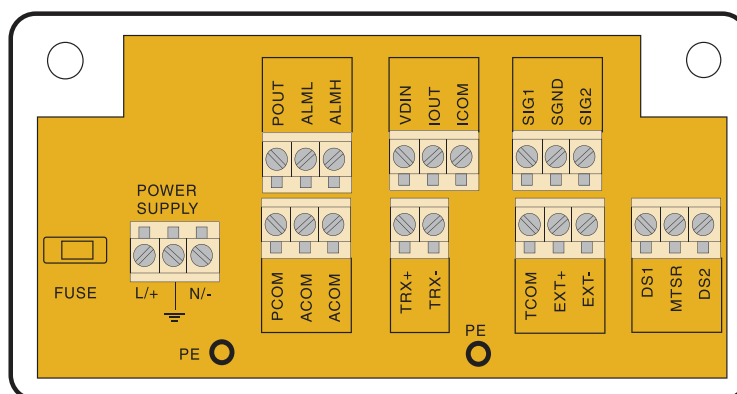 POUT
ALML
ALMH
VDIN
IOUT
ICOM
SIG1
SGND
SIG2
POWER
SUPPLY
FUSE
L/+
N/-
PCOM
ACOM
ACOM
TRX+
TRX-
TCOM
EXT+
EXT-
DS1
MTSR
DS2
PE
PE